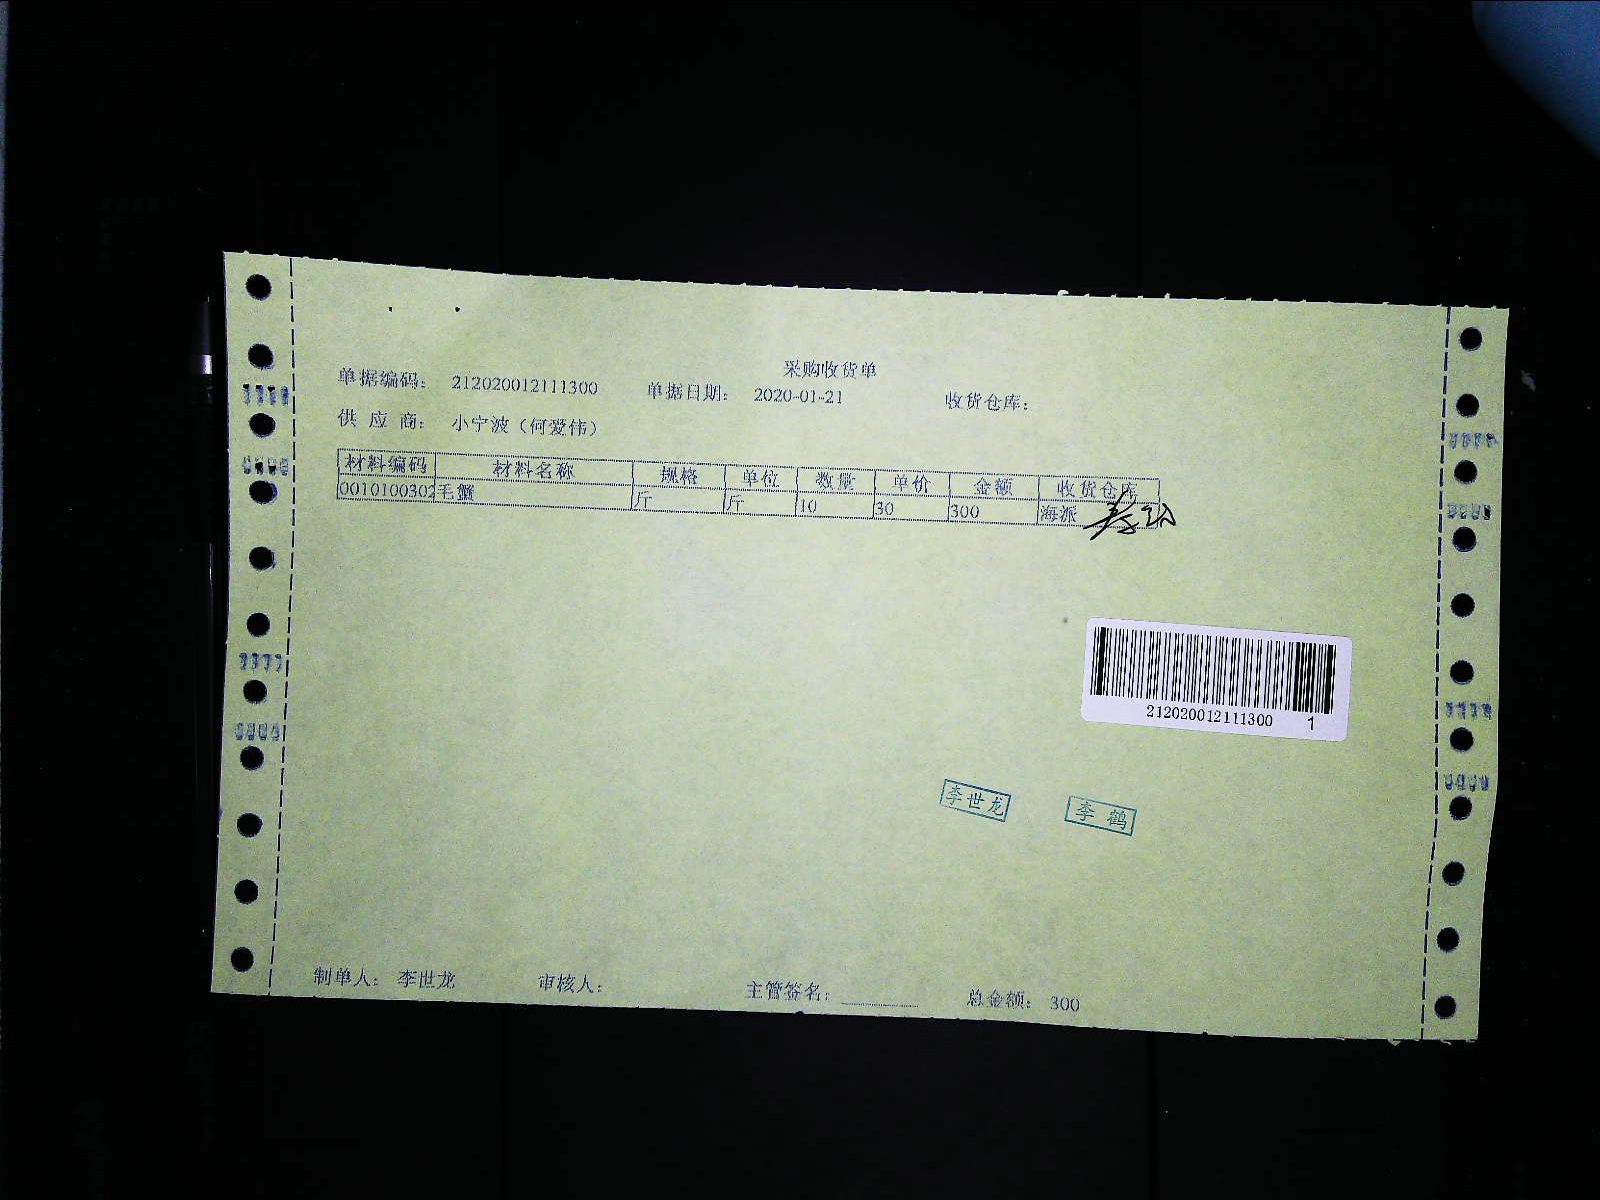 采购收货单
单据编码: 212020012111300 单据日期: 2020-01-21 收货仓库:
供 应 商: 小宁波（何爱伟）
材料编码 材料名称 规格 单位 数量 单价 金额 收货仓库
0010100302 毛蟹 斤 斤 10 30 300 海派
212020012111300 1
李世龙 李鹤
制单人: 李世龙 审核人: 主管签名: 总金额: 300